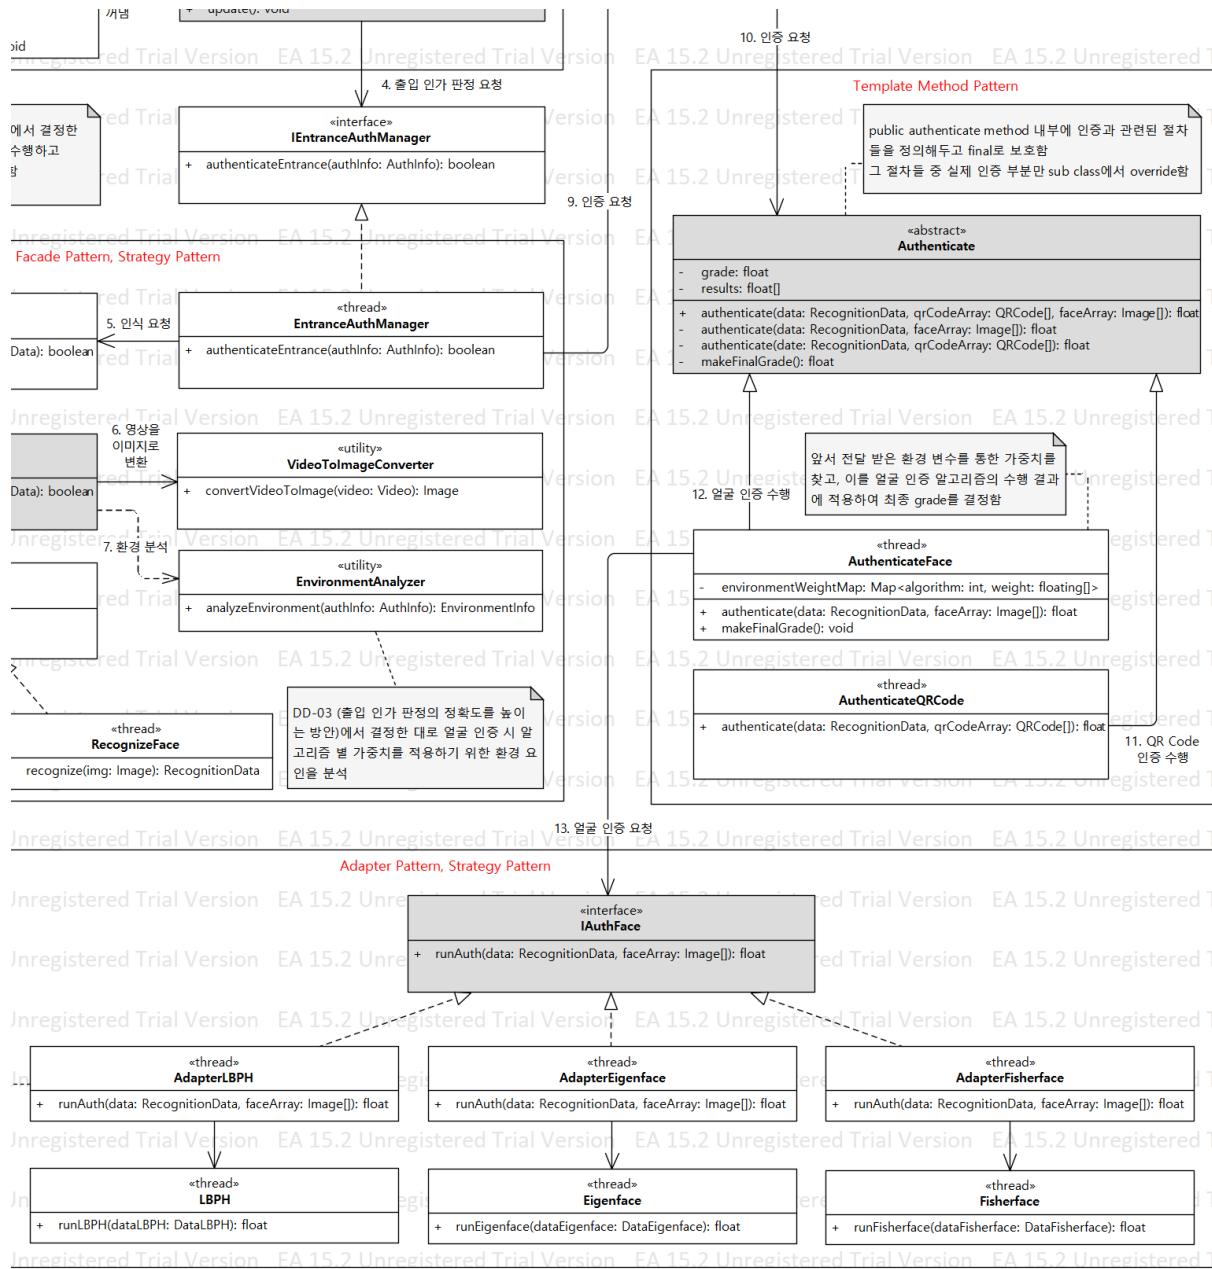 꺼냄
+ update(): void
oid
10. 인증 요청
4. 출입 인가 판정 요청
Template Method Pattern
에서 결정한
수행하고
함
«interface»
IEntranceAuthManager
+ authenticateEntrance(authInfo: AuthInfo): boolean
public authenticate method 내부에 인증과 관련된 절차
들을 정의해두고 final로 보호함
그 절차들 중 실제 인증 부분만 sub class에서 override함
9. 인증 요청
Facade Pattern, Strategy Pattern
«abstract»
Authenticate
- grade: float
- results: float[]
+ authenticate(data: RecognitionData, qrCodeArray: QRCode[], faceArray: Image[]): float
- authenticate(data: RecognitionData, faceArray: Image[]): float
- authenticate(date: RecognitionData, qrCodeArray: QRCode[]): float
- makeFinalGrade(): float
«thread»
EntranceAuthManager
+ authenticateEntrance(authInfo: AuthInfo): boolean
5. 인식 요청
Data): boolean
6. 영상을
이미지로
변환
Data): boolean
«utility»
VideoToImageConverter
+ convertVideoToImage(video: Video): Image
7. 환경 분석
«utility»
EnvironmentAnalyzer
+ analyzeEnvironment(authInfo: AuthInfo): EnvironmentInfo
앞서 전달 받은 환경 변수를 통한 가중치를
찾고, 이를 얼굴 인증 알고리즘의 수행 결과
에 적용하여 최종 grade를 결정함
12. 얼굴 인증 수행
«thread»
AuthenticateFace
- environmentWeightMap: Map<algorithm: int, weight: floating[]>
+ authenticate(data: RecognitionData, faceArray: Image[]): float
+ makeFinalGrade(): void
«thread»
AuthenticateQRCode
+ authenticate(data: RecognitionData, qrCodeArray: QRCode[]): float
11. QR Code
인증 수행
DD-03 (출입 인가 판정의 정확도를 높이
는 방안)에서 결정한 대로 얼굴 인증 시 알
고리즘 별 가중치를 적용하기 위한 환경 요
인을 분석
«thread»
RecognizeFace
recognize(img: Image): RecognitionData
13. 얼굴 인증 요청
Adapter Pattern, Strategy Pattern
«interface»
IAuthFace
+ runAuth(data: RecognitionData, faceArray: Image[]): float
«thread»
AdapterLBPH
+ runAuth(data: RecognitionData, faceArray: Image[]): float
«thread»
AdapterEigenface
+ runAuth(data: RecognitionData, faceArray: Image[]): float
«thread»
AdapterFisherface
+ runAuth(data: RecognitionData, faceArray: Image[]): float
«thread»
LBPH
+ runLBPH(dataLBPH: DataLBPH): float
«thread»
Eigenface
+ runEigenface(dataEigenface: DataEigenface): float
«thread»
Fisherface
+ runFisherface(dataFisherface: DataFisherface): float
EA 15.2 Unregistered Trial Version